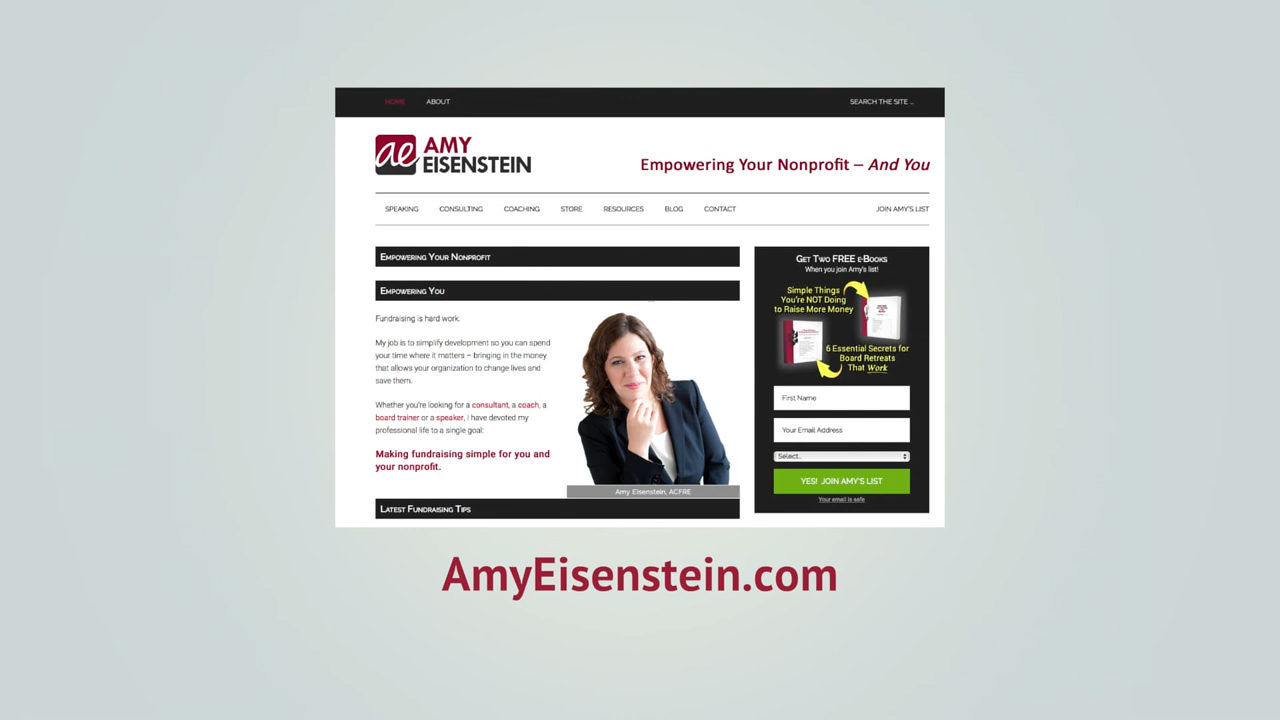 HOME ABOUT SEARCH THE SITE ...
ae AMY
EISENSTEIN
Empowering Your Nonprofit – And You
SPEAKING CONSULTING COACHING STORE RESOURCES BLOG CONTACT JOIN AMY'S LIST
EMPOWERING YOUR NONPROFIT
EMPOWERING YOU
Fundraising is hard work.
My job is to simplify development so you can spend
your time where it matters – bringing in the money
that allows your organization to change lives and
save them.
Whether you're looking for a consultant, a coach, a
board trainer or a speaker, I have devoted my
professional life to a single goal:
Making fundraising simple for you and
your nonprofit.
Amy Eisenstein, ACFRE
LATEST FUNDRAISING TIPS
GET TWO FREE E-BOOKS
When you join Amy's list!
Simple Things
You're NOT Doing
to Raise More Money
6 Essential Secrets for
Board Retreats
That Work
First Name
Your Email Address
Select...
YES! JOIN AMY'S LIST
Your email is safe
AmyEisenstein.com